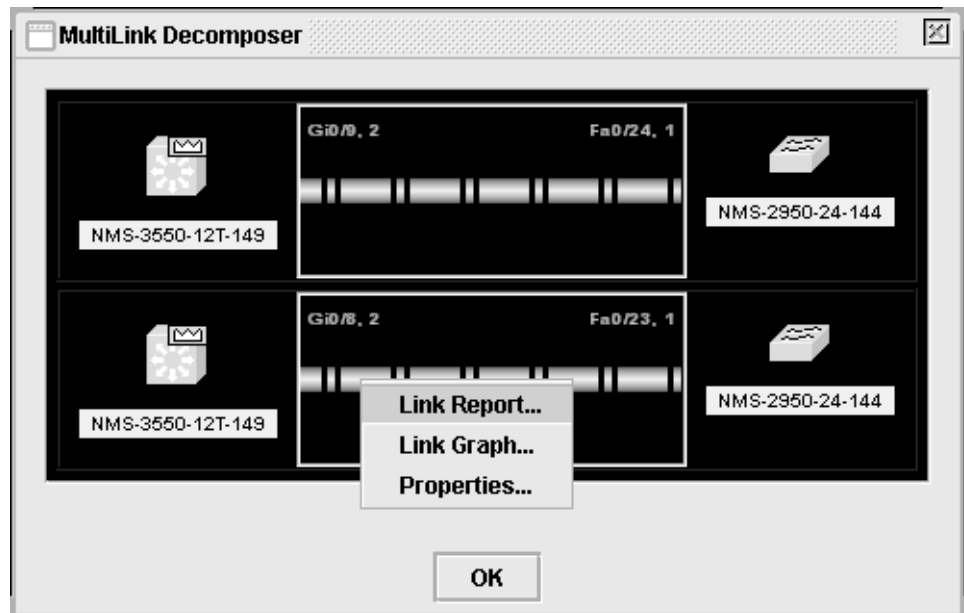 MultiLink Decomposer
Gi0/9, 2
Fa0/24, 1
NMS-3550-12T-149
NMS-2950-24-144
Gi0/8, 2
Fa0/23, 1
NMS-3550-12T-149
NMS-2950-24-144
Link Report...
Link Graph...
Properties...
OK